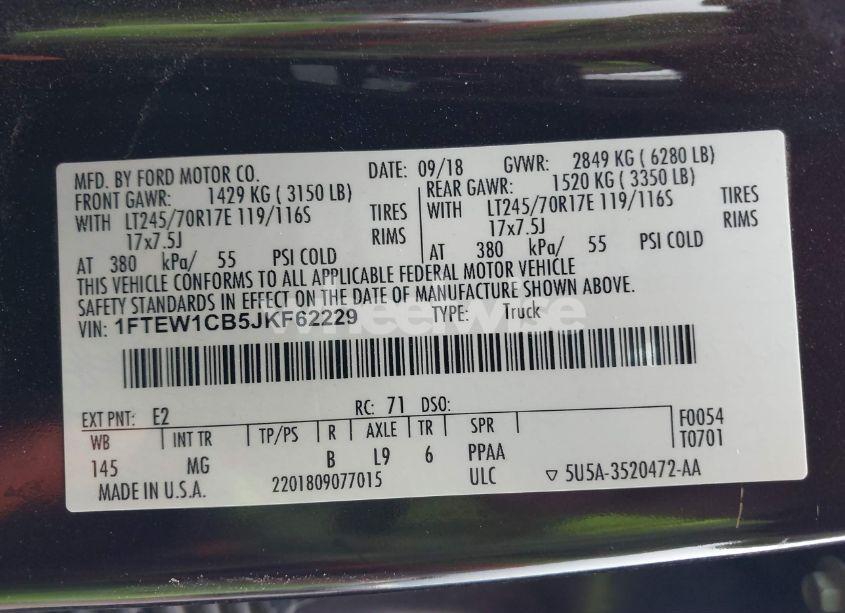 MFD. BY FORD MOTOR CO. DATE: 09/18 GVWR: 2849 KG ( 6280 LB)
FRONT GAWR: 1429 KG ( 3150 LB) REAR GAWR: 1520 KG ( 3350 LB)
WITH LT245/70R17E 119/116S TIRES WITH LT245/70R17E 119/116S TIRES
17x7.5J RIMS 17x7.5J RIMS
AT 380 kPa/ 55 PSI COLD AT 380 kPa/ 55 PSI COLD
THIS VEHICLE CONFORMS TO ALL APPLICABLE FEDERAL MOTOR VEHICLE
SAFETY STANDARDS IN EFFECT ON THE DATE OF MANUFACTURE SHOWN ABOVE.
VIN: 1FTEW1CB5JKF62229 TYPE: Truck
wheelwise
EXT PNT: E2 RC: 71 DSO:
WB INT TR TP/PS R AXLE TR SPR F0054
145 MG B L9 6 PPAA T0701
MADE IN U.S.A. 2201809077015 ULC ▽ 5U5A-3520472-AA